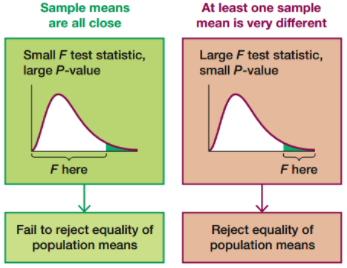 Sample means
are all close
Small F test statistic,
large P-value
F here
Fail to reject equality of
population means
At least one sample
mean is very different
Large F test statistic,
small P-value
F here
Reject equality of
population means